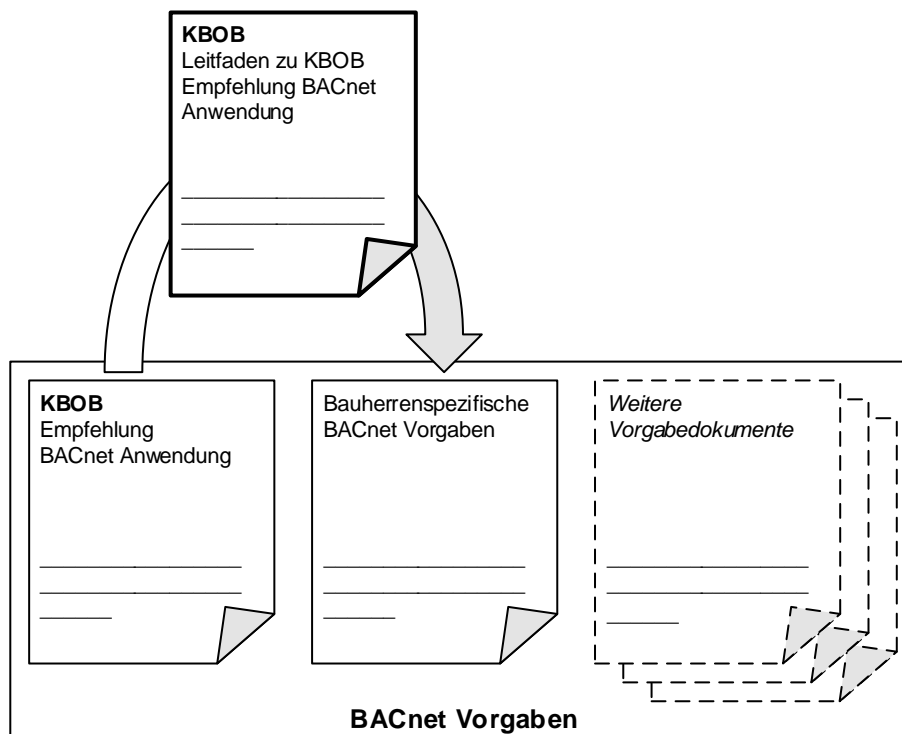 KBOB
Leitfaden zu KBOB
Empfehlung BACnet
Anwendung
KBOB
Empfehlung
BACnet Anwendung
Bauherrenspezifische
BACnet Vorgaben
Weitere
Vorgabedokumente
BACnet Vorgaben